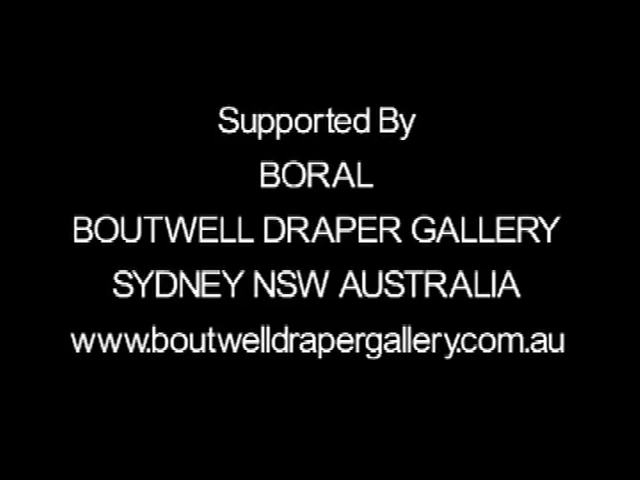 Supported By
BORAL
BOUTWELL DRAPER GALLERY
SYDNEY NSW AUSTRALIA
www.boutwelldrapergallery.com.au